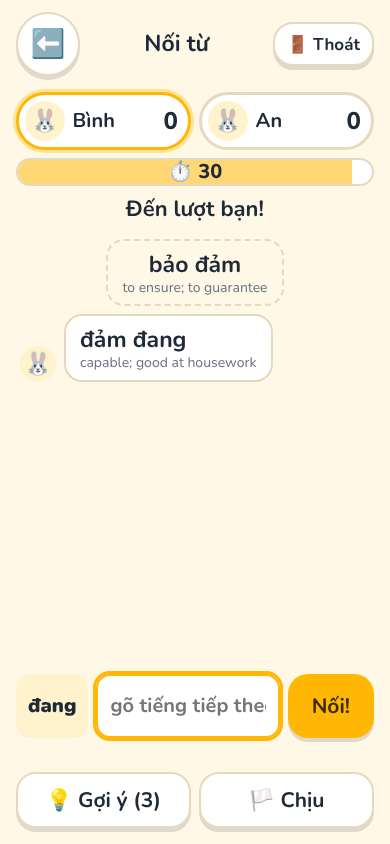 Nối từ
Thoát
Bình 0
An 0
30
Đến lượt bạn!
bảo đảm
to ensure; to guarantee
đảm đang
capable; good at housework
đang
gõ tiếng tiếp the
Nối!
Gợi ý (3)
Chịu